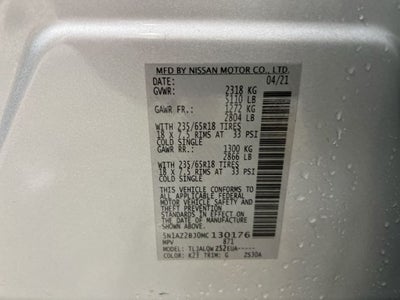 MFD BY NISSAN MOTOR CO., LTD.
DATE: 04/21
GVWR: 2318 KG
5110 LB
GAWR FR.: 1272 KG
2804 LB
WITH 235/65R18 TIRES
18 X 7.5 RIMS AT 33 PSI
COLD SINGLE
GAWR RR.: 1300 KG
2866 LB
WITH 235/65R18 TIRES
18 X 7.5 RIMS AT 33 PSI
COLD SINGLE
THIS VEHICLE CONFORMS
TO ALL APPLICABLE FEDERAL
MOTOR VEHICLE SAFETY AND
THEFT PREVENTION
STANDARDS IN EFFECT ON
THE DATE OF MANUFACTURE
SHOWN ABOVE
5N1AZ2BJ0MC130176
MPV 871
MODEL: TLJALQWZ52EUA-----
COLOR: K23 TRIM: G ZS30A